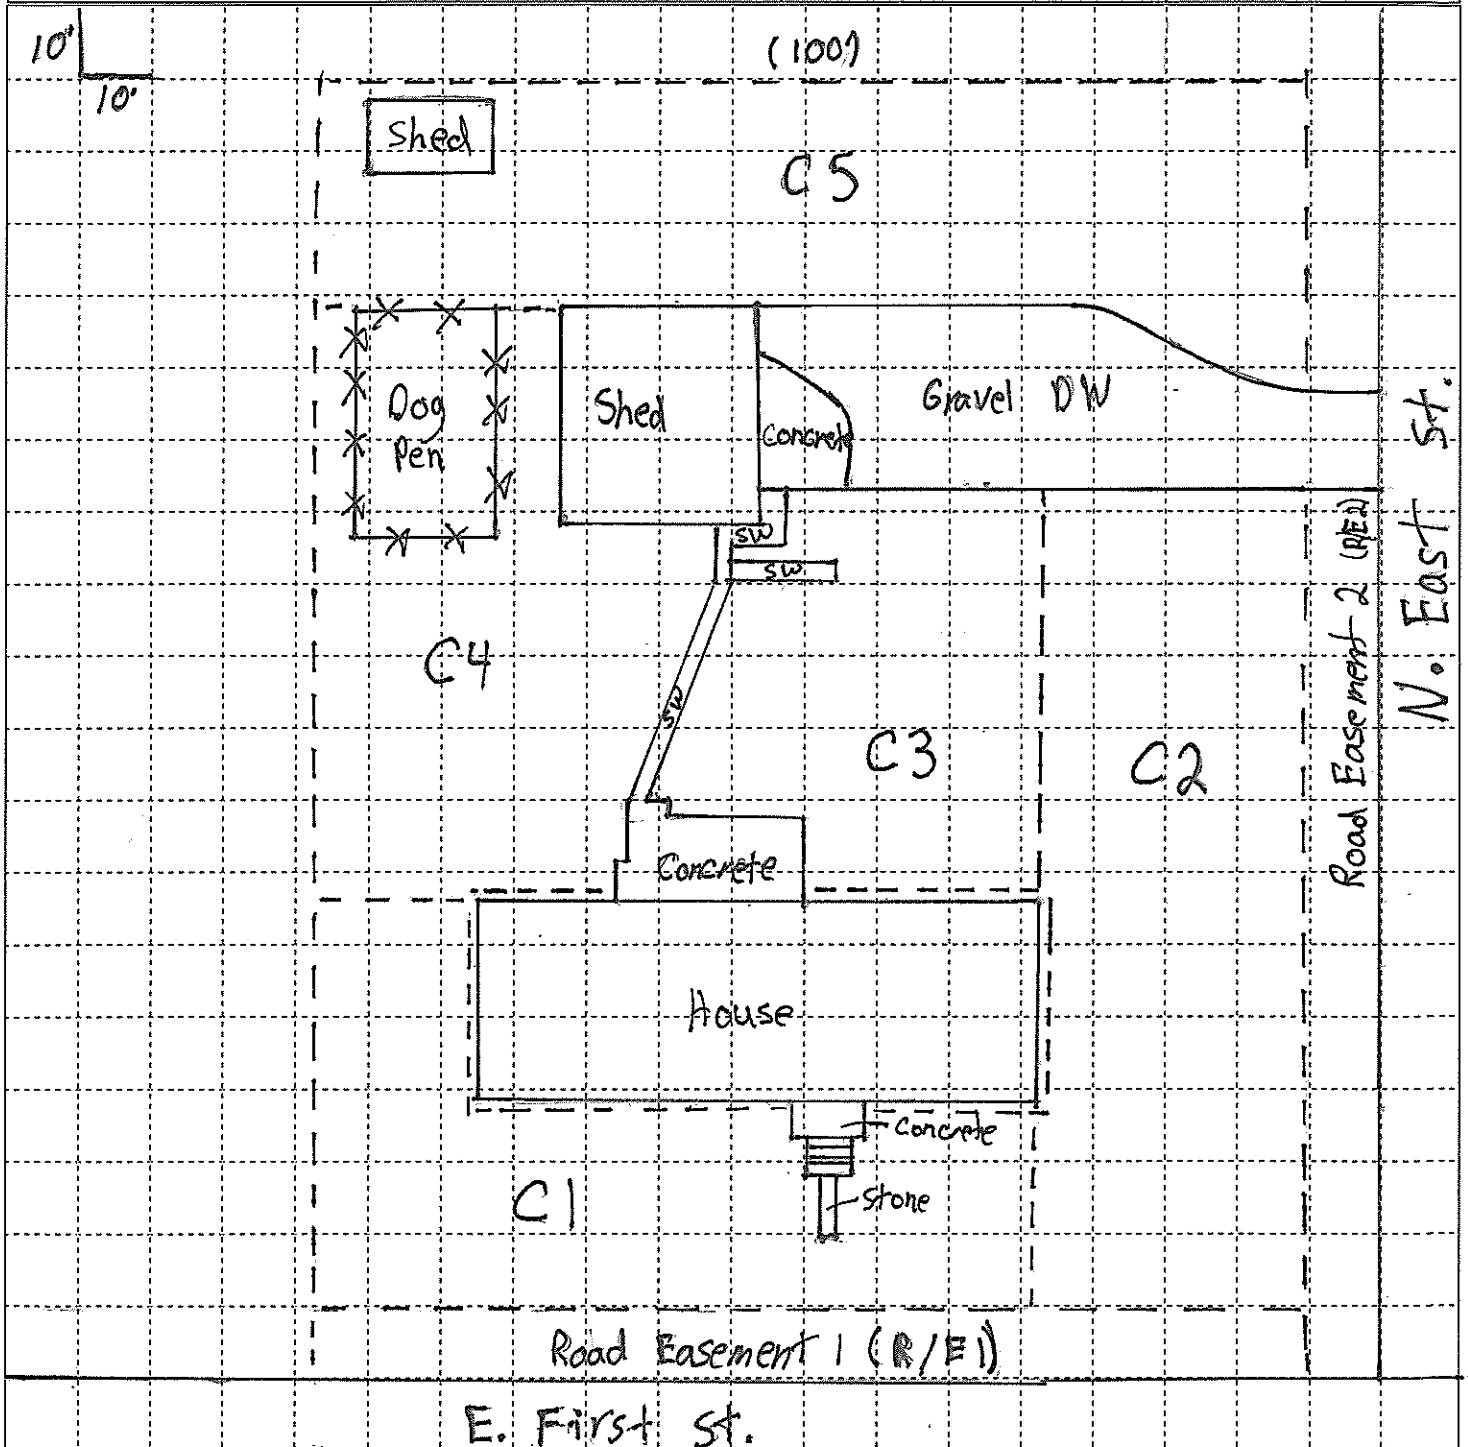 10'
10'
(100')
Shed
C5
Dog
Pen
Shed
Concrete
Gravel DW
SW
SW
SW
C4
C3
C2
Concrete
House
Concrete
Stone
C1
Road Easement 2 (R/E2)
N. East St.
Road Easement 1 (R/E1)
E. First St.